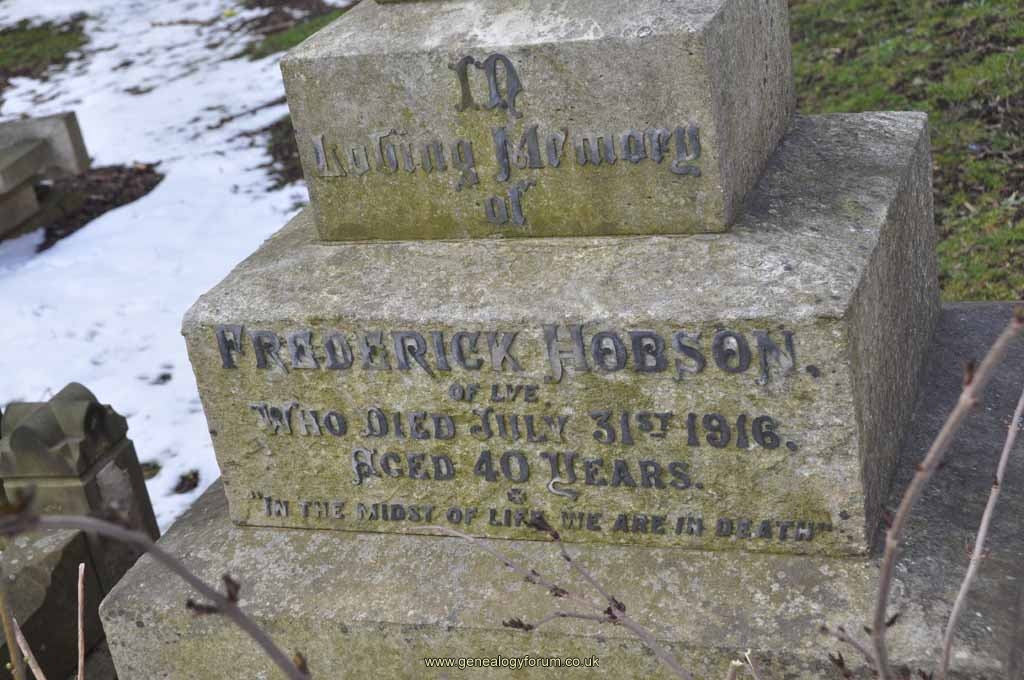 In
Loving Memory
of
FREDERICK HOBSON.
OF LYE.
WHO DIED JULY 31ST 1916.
AGED 40 YEARS.
"IN THE MIDST OF LIFE WE ARE IN DEATH"
www.genealogyforum.co.uk